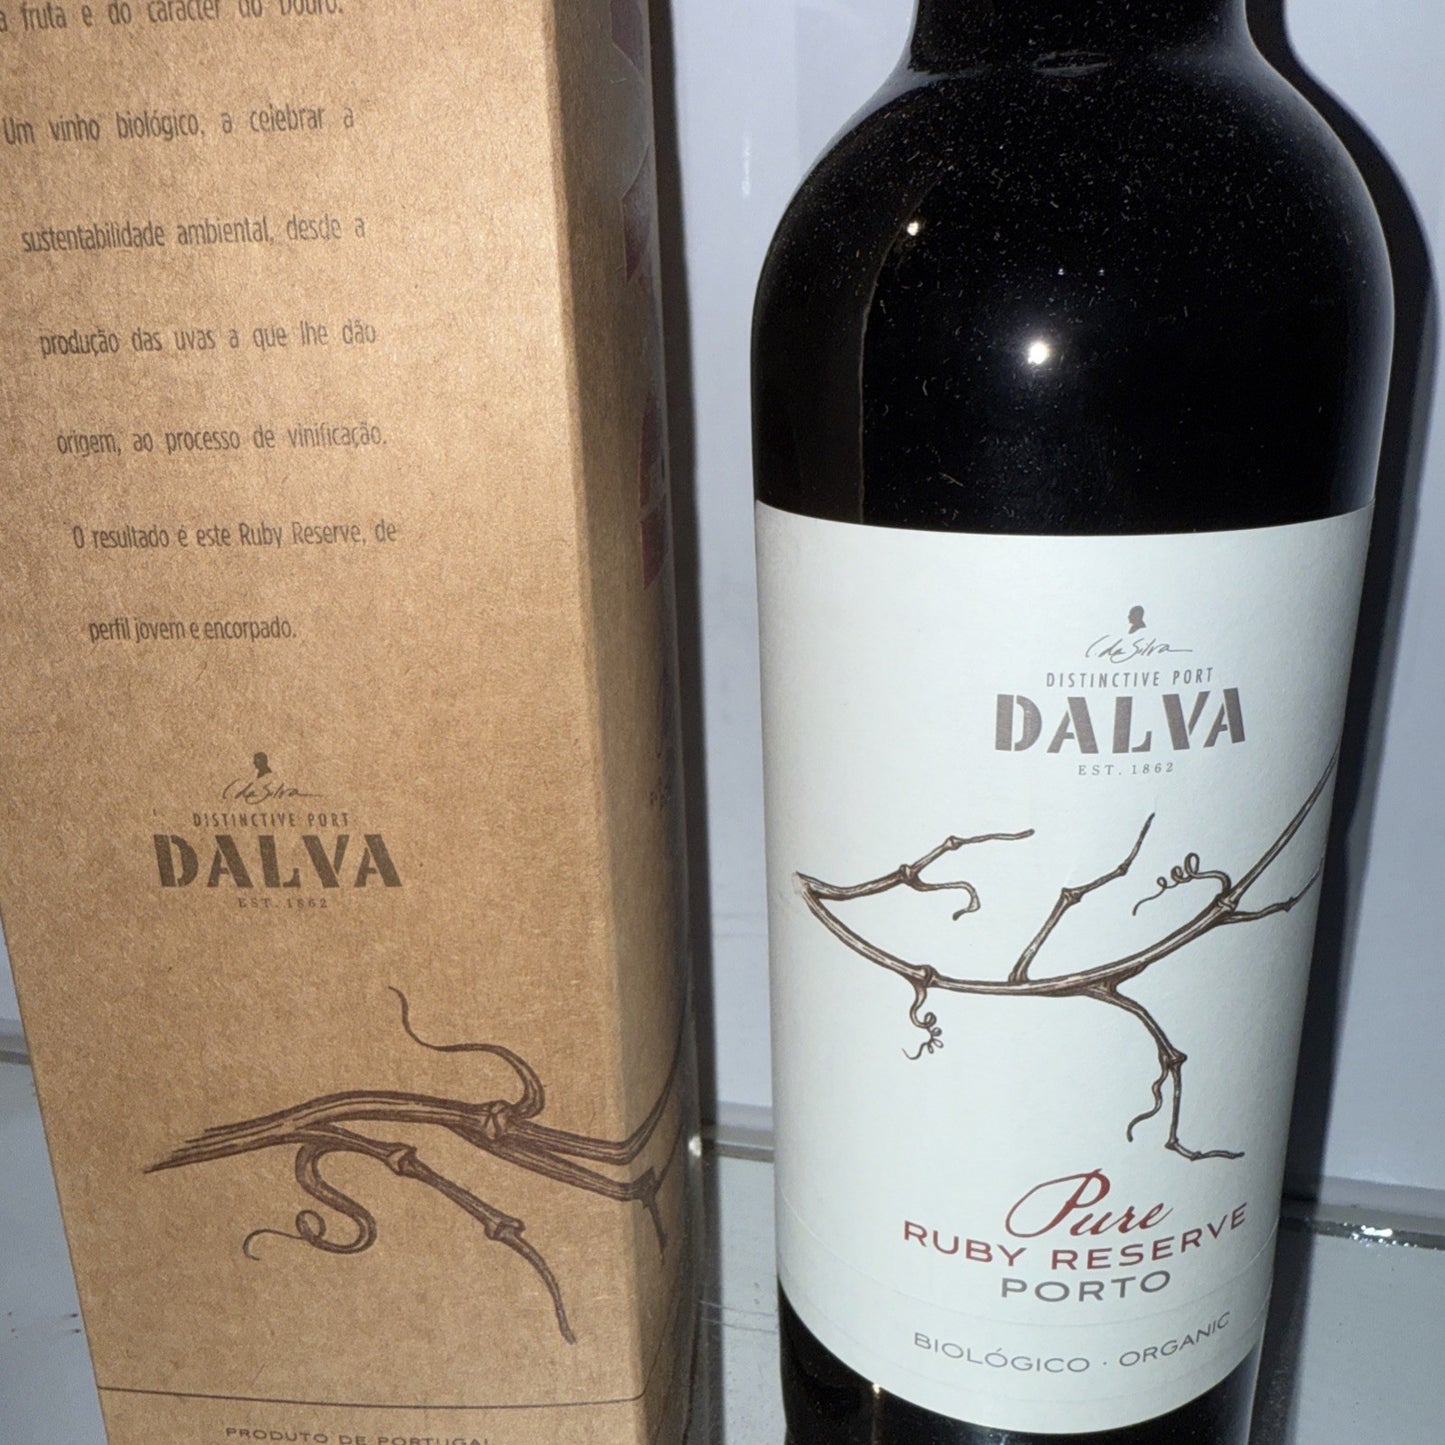 a fruta e do carácter do Douro.
Um vinho biológico, a celebrar a
sustentabilidade ambiental, desde a
produção das uvas a que lhe dão
origem, ao processo de vinificação.
O resultado é este Ruby Reserve, de
perfil jovem e encorpado.
C. da Silva
DISTINCTIVE PORT
DALVA
EST. 1862
PRODUTO DE PORTUGAL
C. da Silva
DISTINCTIVE PORT
DALVA
EST. 1862
Pure
RUBY RESERVE
PORTO
BIOLÓGICO · ORGANIC